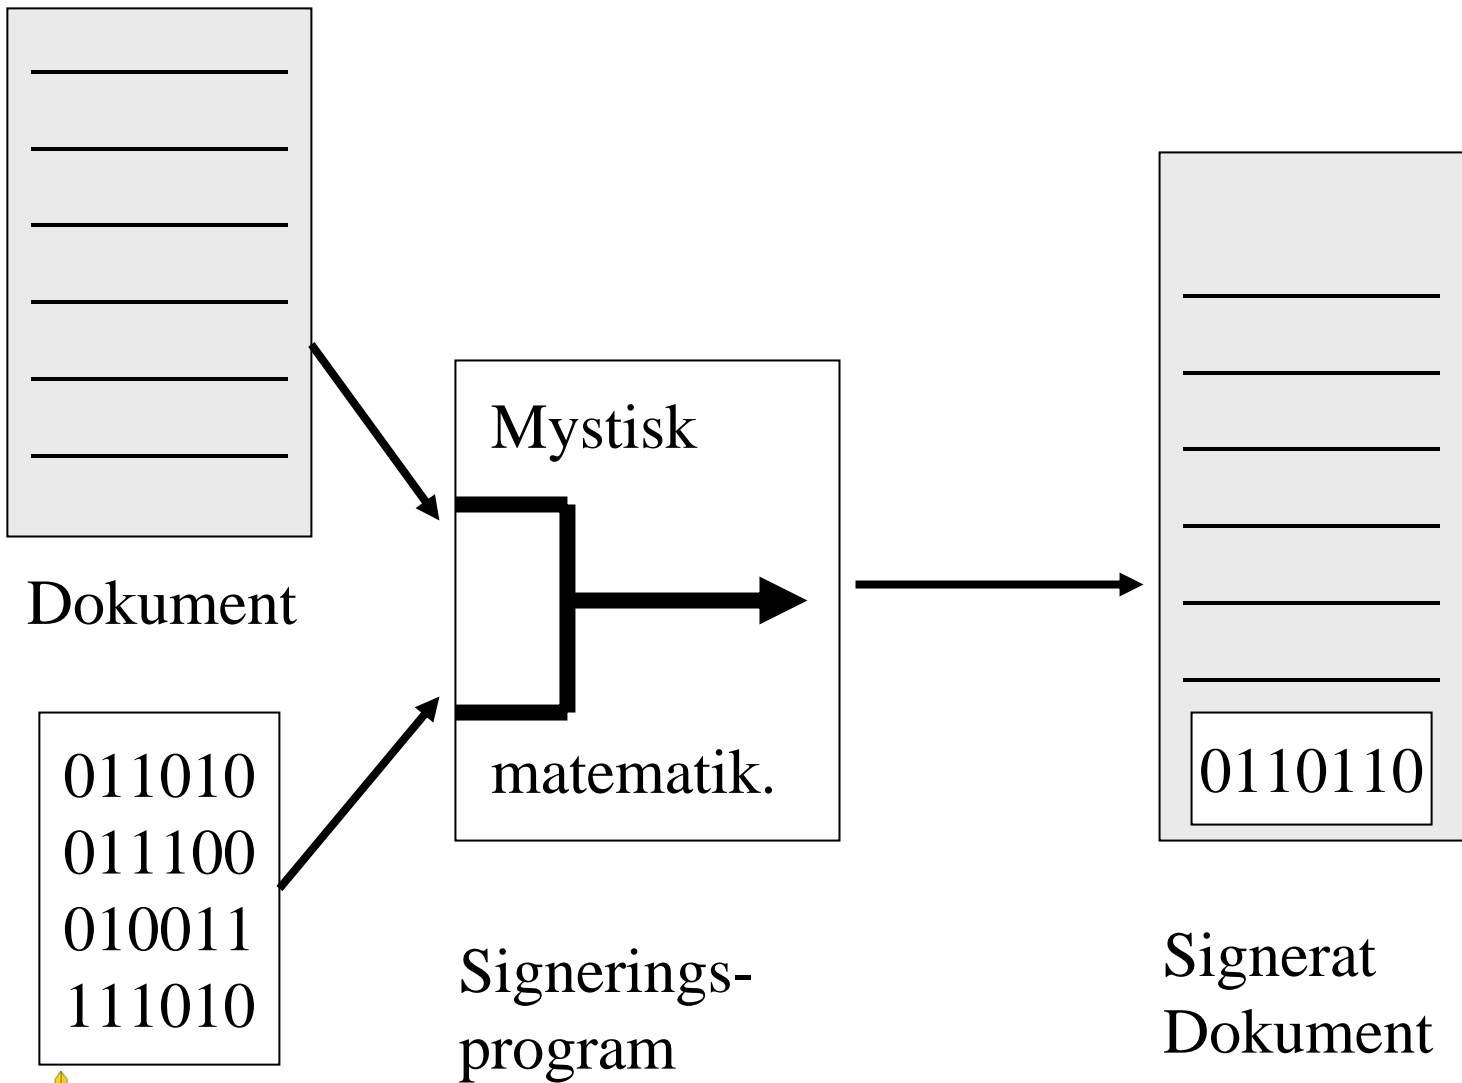 Dokument
011010
011100
010011
111010
Mystisk
matematik.
Signerings-
program
0110110
Signerat
Dokument